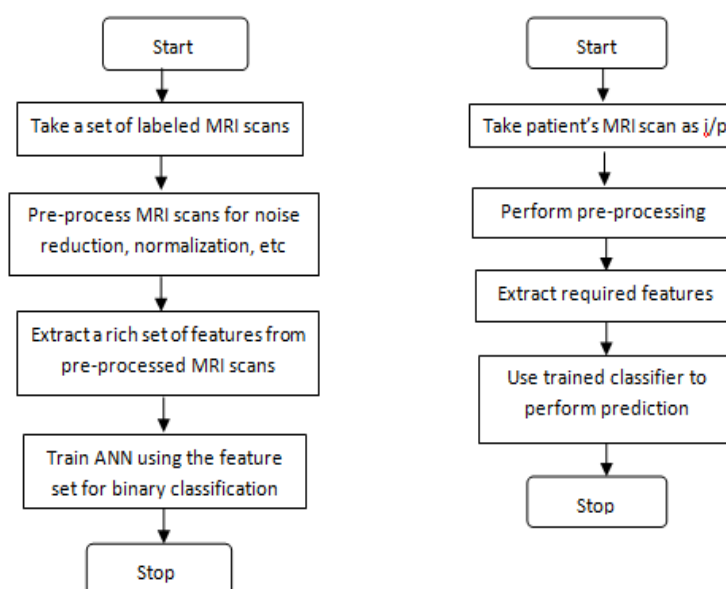 Start
Take a set of labeled MRI scans
Pre-process MRI scans for noise
reduction, normalization, etc
Extract a rich set of features from
pre-processed MRI scans
Train ANN using the feature
set for binary classification
Stop
Start
Take patient's MRI scan as i/p
Perform pre-processing
Extract required features
Use trained classifier to
perform prediction
Stop